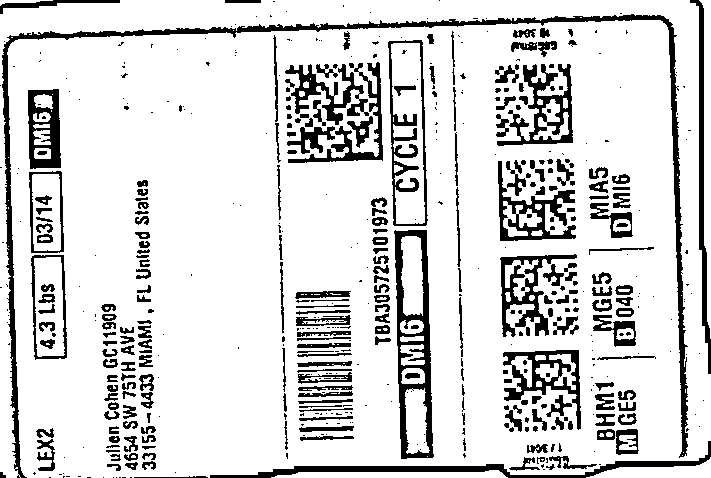 LEX2
4.3 Lbs
03/14
DMI6
Julien Cohen GC11909
4654 SW 75TH AVE
33155-4433 MIAMI , FL United States
TBA305725101973
DMI6
CYCLE 1
BHM1
M GE5
MGE5
B 040
MIA5
D MI6